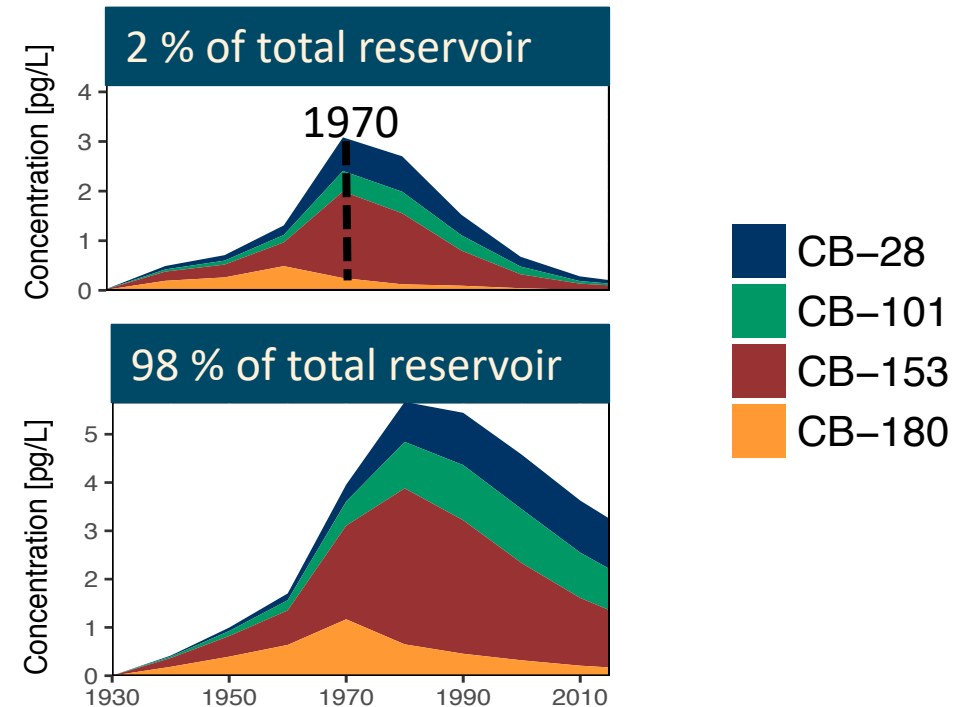 2 % of total reservoir
Concentration [pg/L]
4
3
2
1
0
1970
98 % of total reservoir
Concentration [pg/L]
5
4
3
2
1
0
1930 1950 1970 1990 2010
CB−28
CB−101
CB−153
CB−180